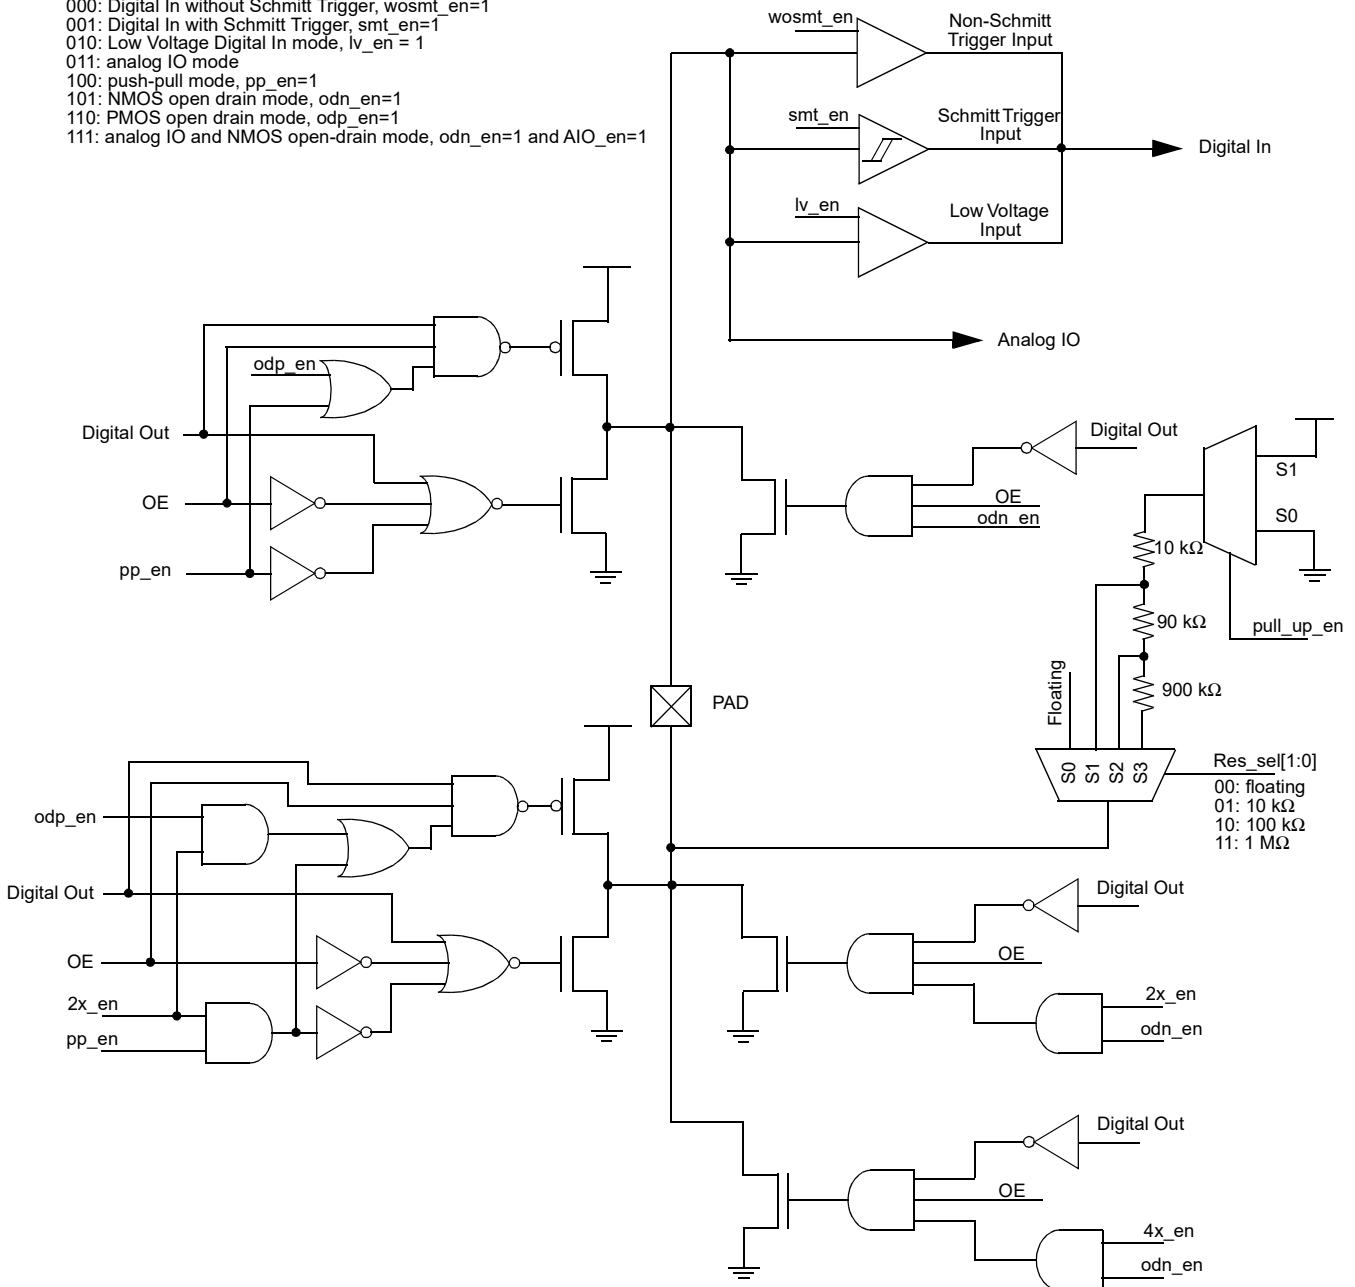 000: Digital In without Schmitt Trigger, wosmt_en=1
001: Digital In with Schmitt Trigger, smt_en=1
010: Low Voltage Digital In mode, lv_en = 1
011: analog IO mode
100: push-pull mode, pp_en=1
101: NMOS open drain mode, odn_en=1
110: PMOS open drain mode, odp_en=1
111: analog IO and NMOS open-drain mode, odn_en=1 and AIO_en=1
wosmt_en
Non-Schmitt
Trigger Input
smt_en
Schmitt Trigger
Input
Digital In
lv_en
Low Voltage
Input
Analog IO
odp_en
Digital Out
OE
pp_en
Digital Out
OE
odn_en
S1
S0
10 kΩ
90 kΩ
900 kΩ
pull_up_en
Floating
PAD
S0
S1
S2
S3
Res_sel[1:0]
00: floating
01: 10 kΩ
10: 100 kΩ
11: 1 MΩ
odp_en
Digital Out
OE
2x_en
pp_en
Digital Out
OE
2x_en
odn_en
Digital Out
OE
4x_en
odn_en